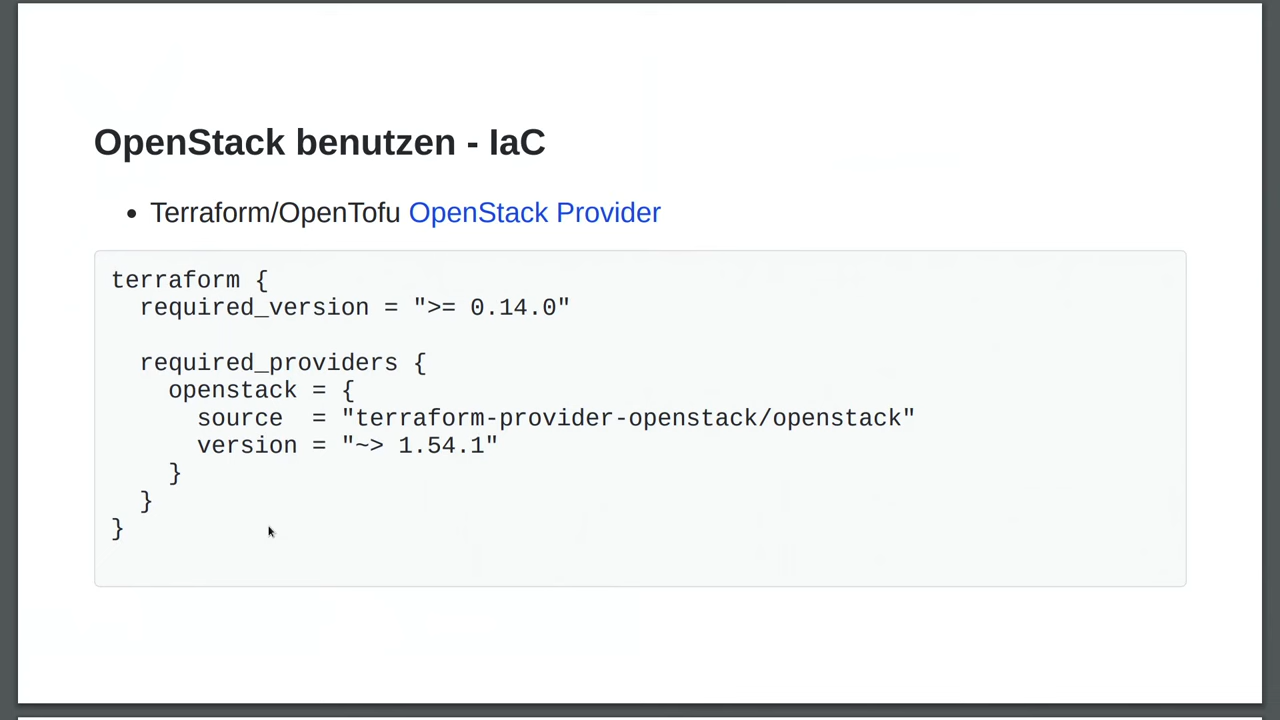 OpenStack benutzen - IaC
• Terraform/OpenTofu OpenStack Provider
terraform {
  required_version = ">= 0.14.0"

  required_providers {
    openstack = {
      source  = "terraform-provider-openstack/openstack"
      version = "~> 1.54.1"
    }
  }
}